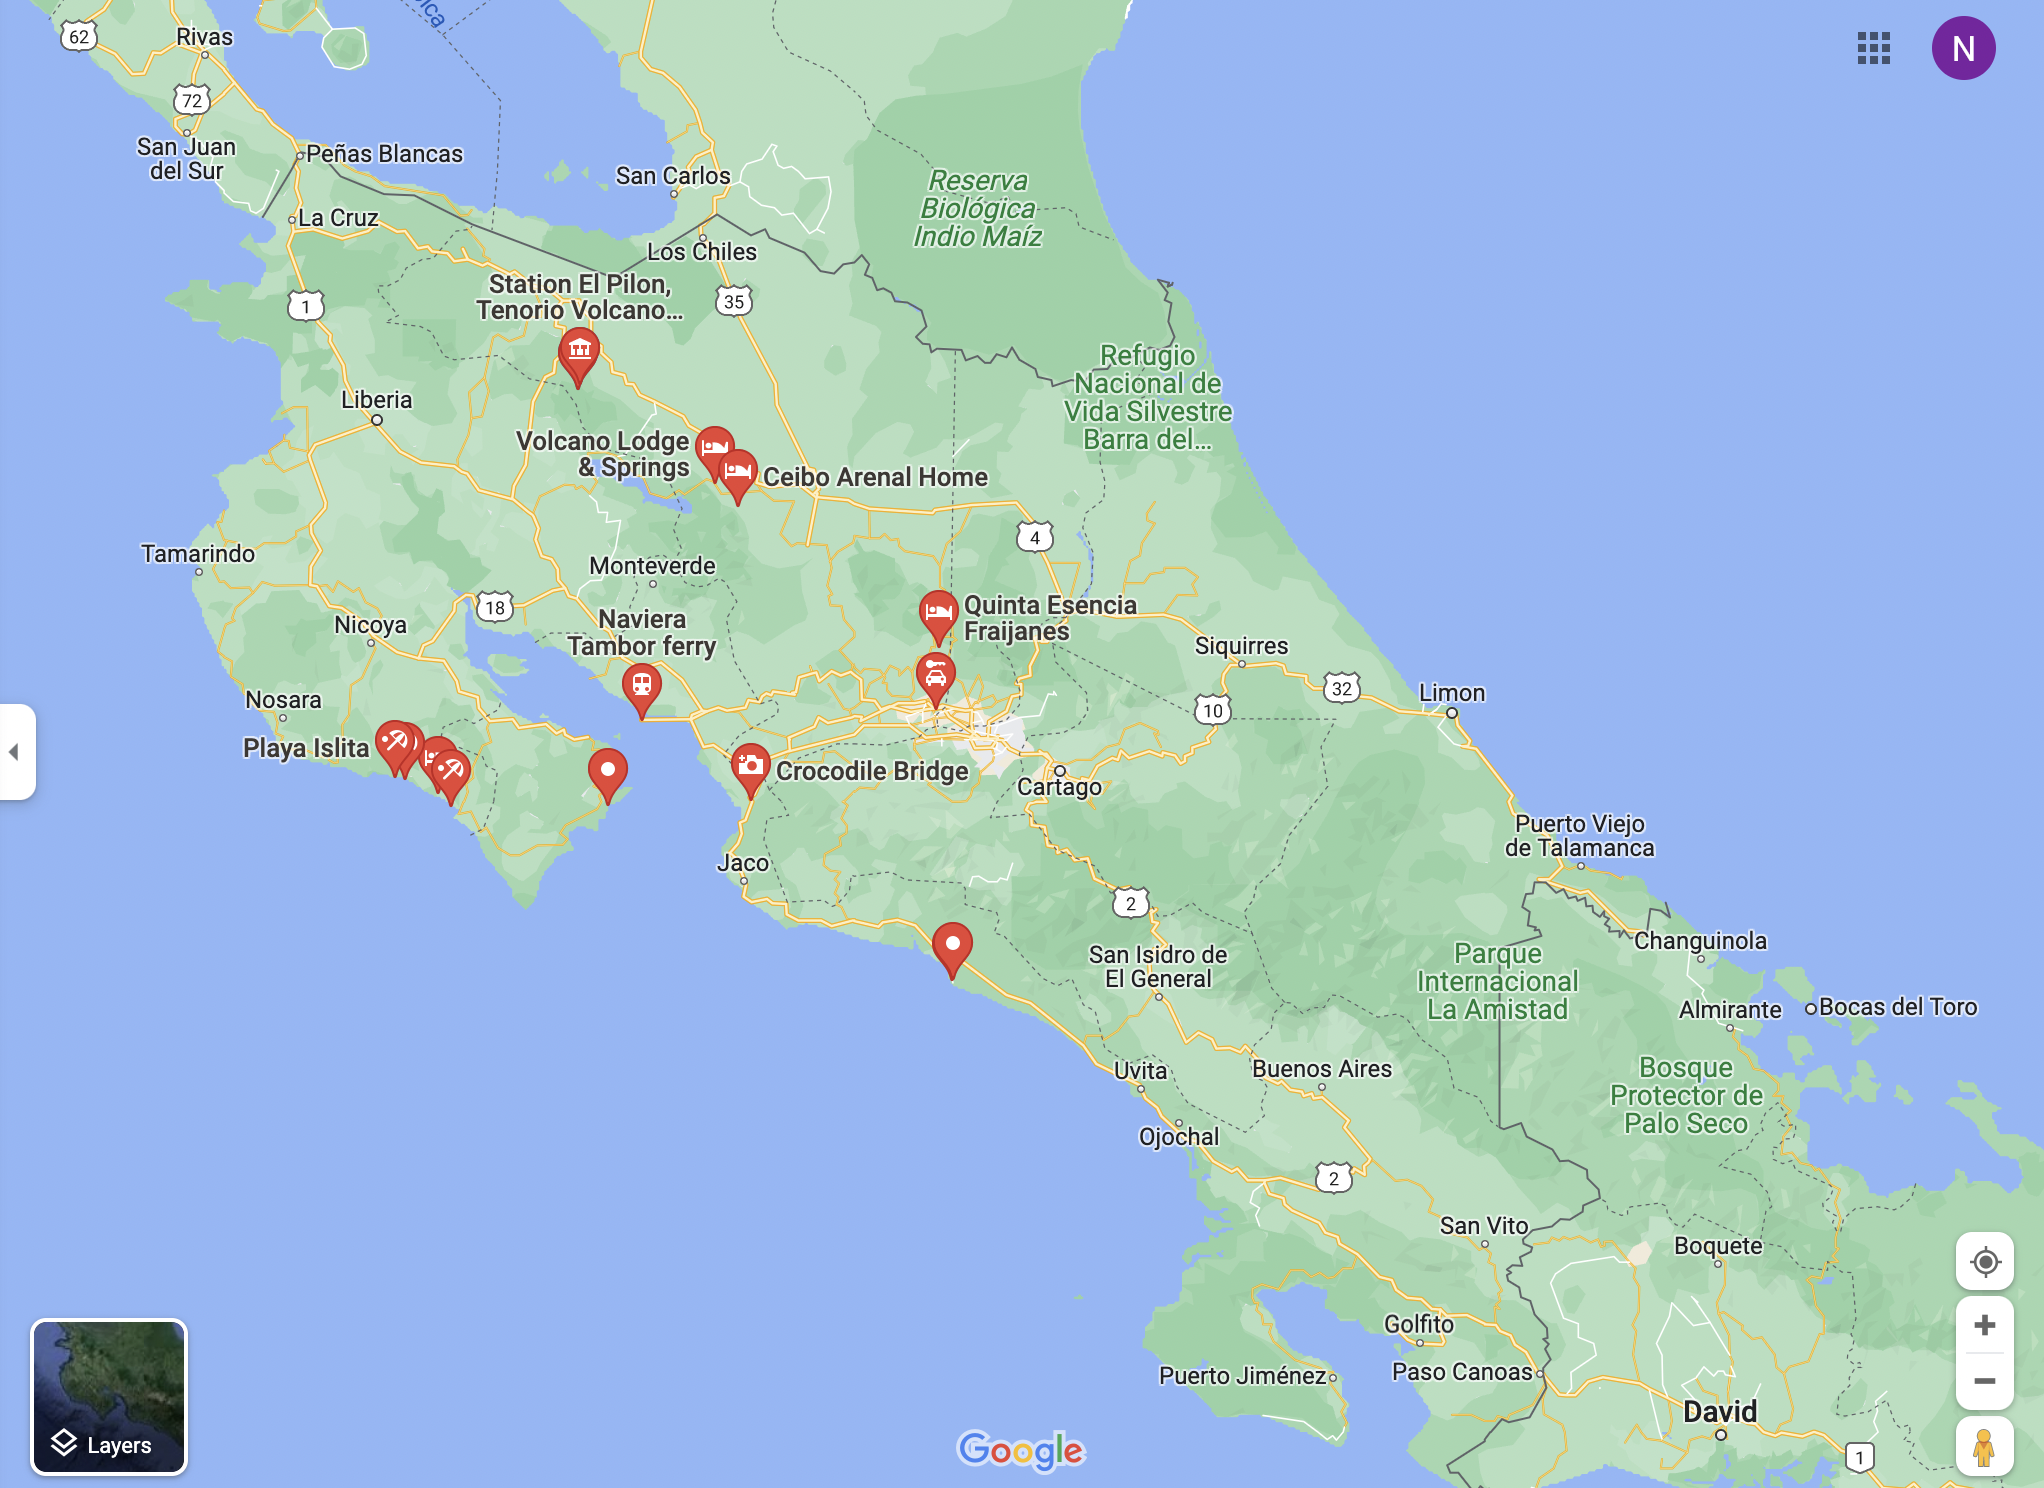 62
Rivas
72
San Juan
del Sur
Peñas Blancas
La Cruz
1
San Carlos
Los Chiles
35
Reserva
Biológica
Indio Maíz
N
Station El Pilon,
Tenorio Volcano...
Refugio
Nacional de
Vida Silvestre
Barra del...
Liberia
Volcano Lodge
& Springs
Ceibo Arenal Home
4
Tamarindo
Monteverde
18
Nicoya
Naviera
Tambor ferry
Quinta Esencia
Fraijanes
Siquirres
32
Limon
10
Nosara
Playa Islita
Crocodile Bridge
Cartago
Puerto Viejo
de Talamanca
Jaco
2
San Isidro de
El General
Parque
Internacional
La Amistad
Changuinola
Almirante
Bocas del Toro
Uvita
Buenos Aires
Bosque
Protector de
Palo Seco
Ojochal
2
San Vito
Boquete
Golfito
Puerto Jiménez
Paso Canoas
David
1
Layers
Google